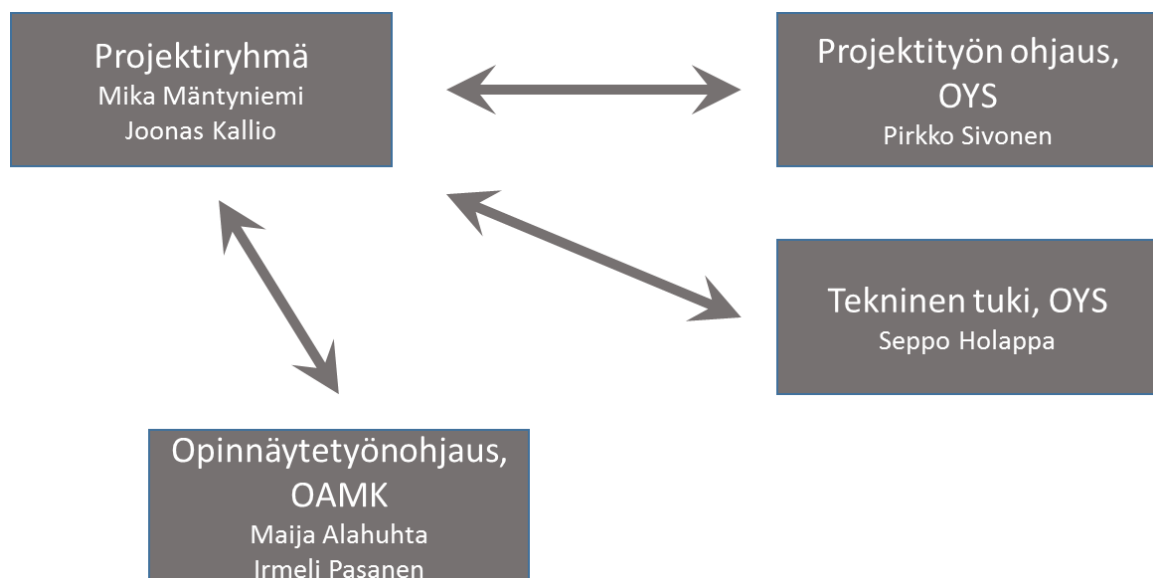 Projektiryhmä
Mika Mäntyniemi
Joonas Kallio
Projektityön ohjaus,
OYS
Pirkko Sivonen
Tekninen tuki, OYS
Seppo Holappa
Opinnäytetyönohjaus,
OAMK
Maija Alahuhta
Irmeli Pasanen